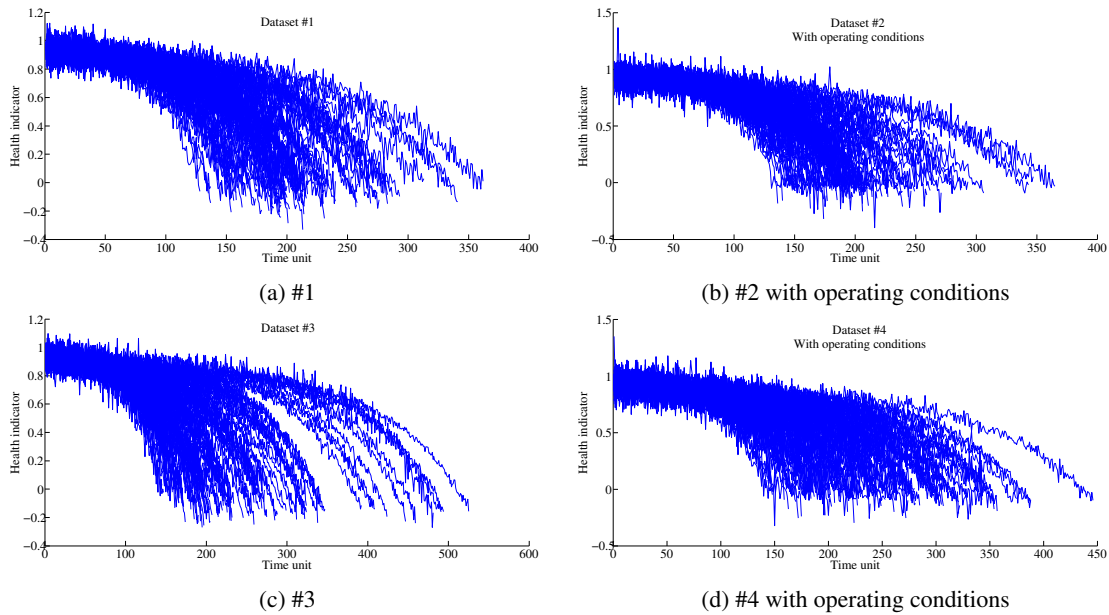 Dataset #1
Health indicator
1.2
1
0.8
0.6
0.4
0.2
0
−0.2
−0.4
0 50 100 150 200 250 300 350 400
Time unit
(a) #1
Dataset #2
With operating conditions
Health indicator
1.5
1
0.5
0
−0.5
0 50 100 150 200 250 300 350 400
Time unit
(b) #2 with operating conditions
Dataset #3
Health indicator
1.2
1
0.8
0.6
0.4
0.2
0
−0.2
−0.4
0 100 200 300 400 500 600
Time unit
(c) #3
Dataset #4
With operating conditions
Health indicator
1.5
1
0.5
0
−0.5
0 50 100 150 200 250 300 350 400 450
Time unit
(d) #4 with operating conditions